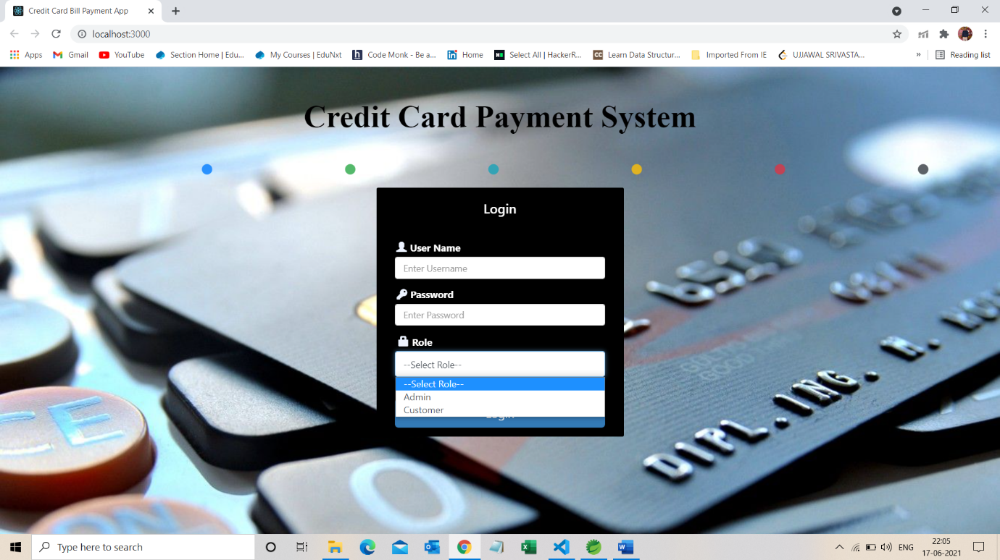 Credit Card Bill Payment App
localhost:3000
Apps
Gmail
YouTube
Section Home | Edu...
My Courses | EduNxt
Code Monk - Be a...
Home
Select All | HackerR...
Learn Data Structur...
Imported From IE
UJJAWAL SRIVASTA...
»
Reading list
Credit Card Payment System
Login
User Name
Enter Username
Password
Enter Password
Role
--Select Role--
--Select Role--
Admin
Customer
Login
CE
ON
O
DIPL.ING. H.
Type here to search
ENG
22:05
17-06-2021